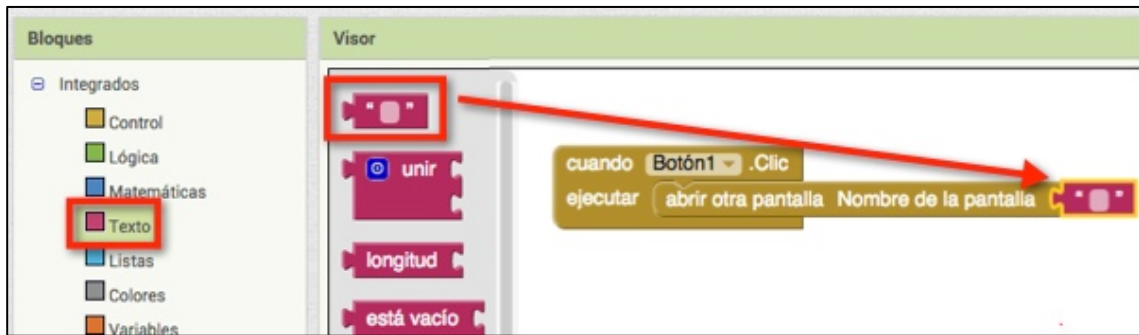 Bloques
Integrados
Control
Lógica
Matemáticas
Texto
Listas
Colores
Variables
Visor
" "
unir
longitud
está vacío
cuando Botón1 .Clic
ejecutar abrir otra pantalla Nombre de la pantalla " "